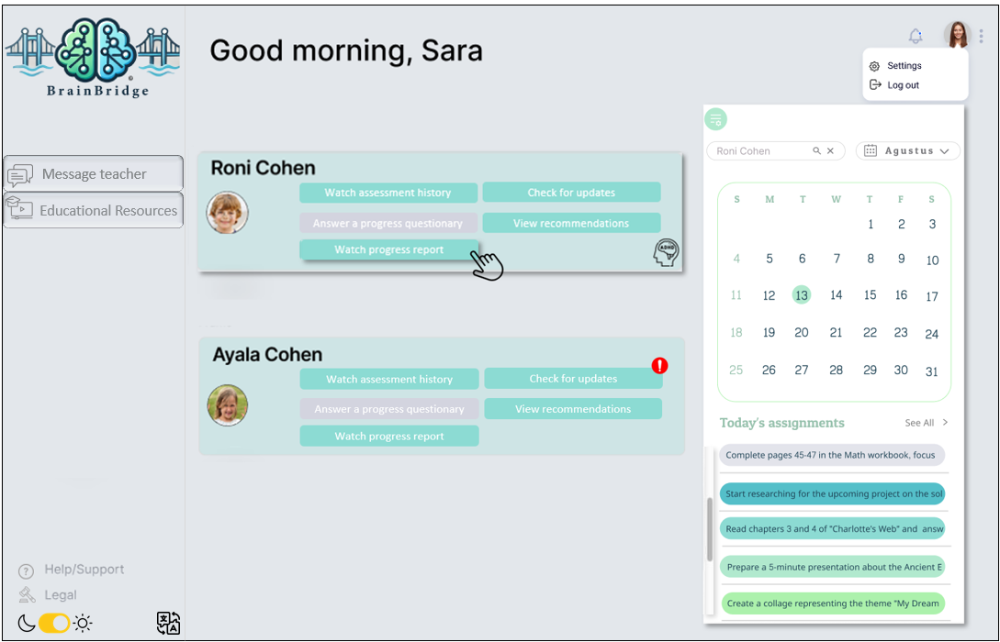 BrainBridge
Good morning, Sara
Settings
Log out
Message teacher
Educational Resources
Roni Cohen
Watch assessment history
Check for updates
Answer a progress questionary
View recommendations
Watch progress report
ADHD
Ayala Cohen
Watch assessment history
Check for updates
!
Answer a progress questionary
View recommendations
Watch progress report
Roni Cohen
Agustus
S M T W T F S
1 2 3
4 5 6 7 8 9 10
11 12 13 14 15 16 17
18 19 20 21 22 23 24
25 26 27 28 29 30 31
Today's assignments
See All >
Complete pages 45-47 in the Math workbook, focus
Start researching for the upcoming project on the sol
Read chapters 3 and 4 of "Charlotte's Web" and answ
Prepare a 5-minute presentation about the Ancient E
Create a collage representing the theme "My Dream
? Help/Support
Legal
文 A